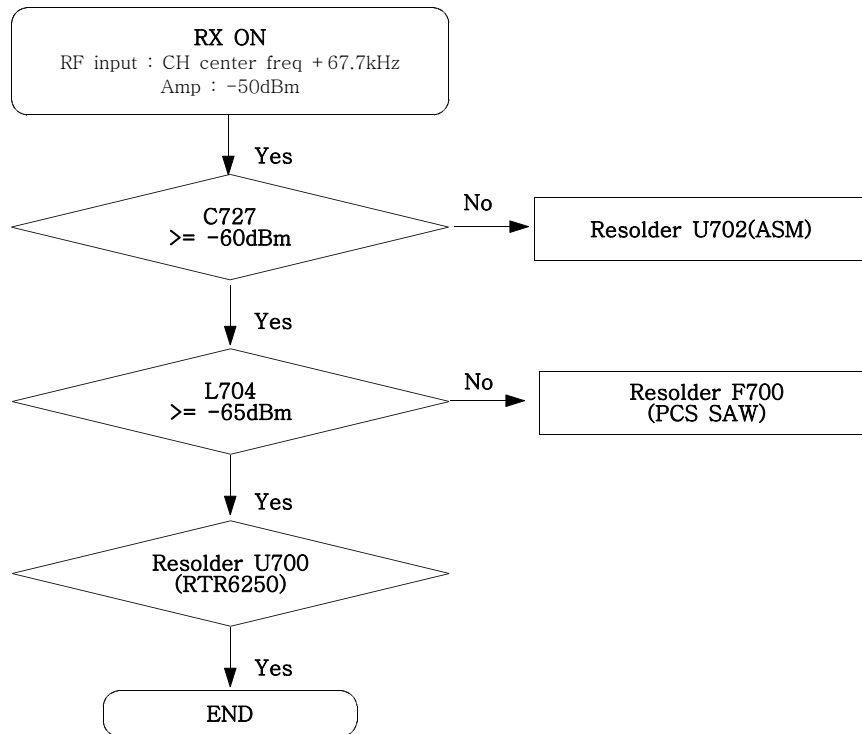 RX ON
RF input : CH center freq + 67.7kHz
Amp : -50dBm
Yes
C727
>= -60dBm
No
Resolder U702(ASM)
Yes
L704
>= -65dBm
No
Resolder F700
(PCS SAW)
Yes
Resolder U700
(RTR6250)
Yes
END